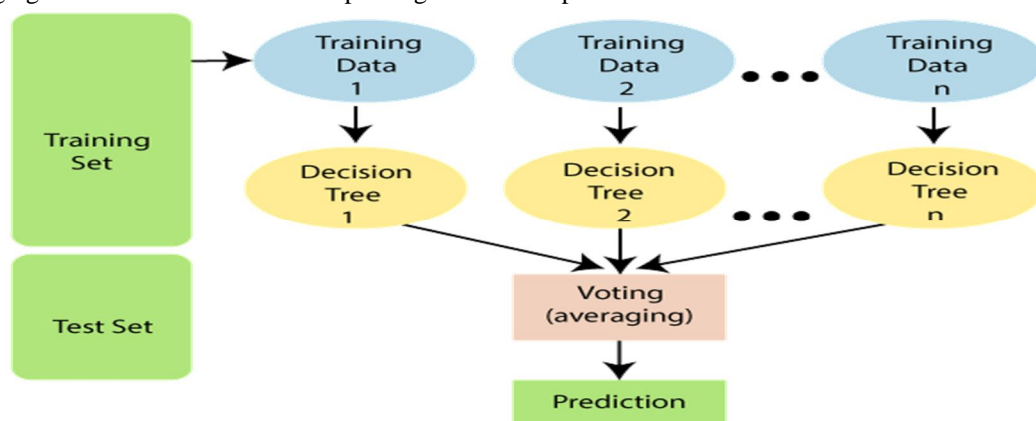 Training
Set
Test Set
Training
Data
1
Training
Data
2
Training
Data
n
Decision
Tree
1
Decision
Tree
2
Decision
Tree
n
Voting
(averaging)
Prediction